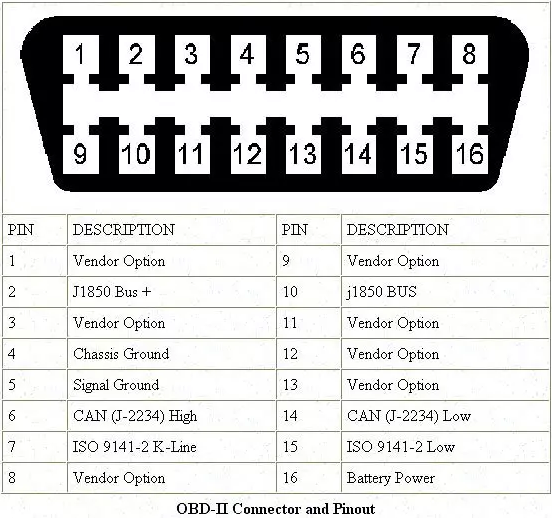 1 2 3 4 5 6 7 8
9 10 11 12 13 14 15 16
PIN DESCRIPTION PIN DESCRIPTION
1 Vendor Option 9 Vendor Option
2 J1850 Bus + 10 j1850 BUS
3 Vendor Option 11 Vendor Option
4 Chassis Ground 12 Vendor Option
5 Signal Ground 13 Vendor Option
6 CAN (J-2234) High 14 CAN (J-2234) Low
7 ISO 9141-2 K-Line 15 ISO 9141-2 Low
8 Vendor Option 16 Battery Power
OBD-II Connector and Pinout